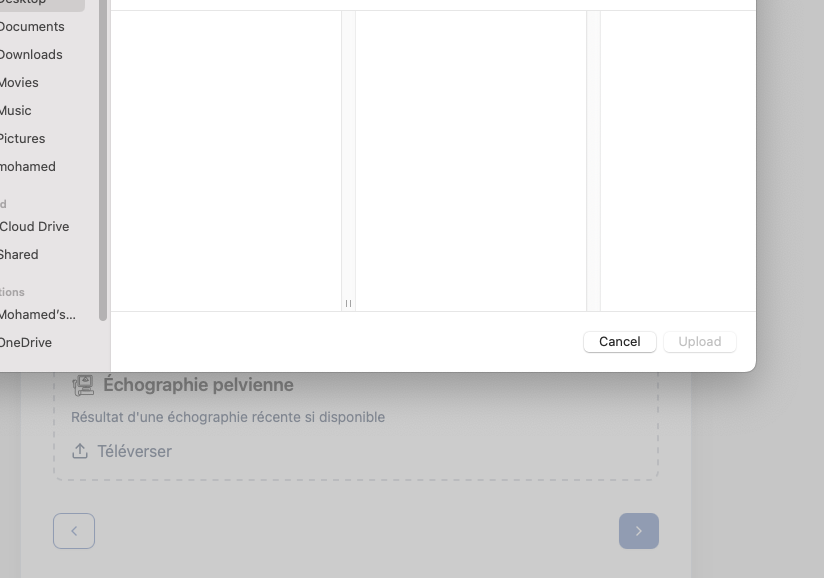 Desktop
Documents
Downloads
Movies
Music
Pictures
mohamed
d
Cloud Drive
Shared
tions
Mohamed's...
OneDrive
Cancel
Upload
Échographie pelvienne
Résultat d'une échographie récente si disponible
Téléverser